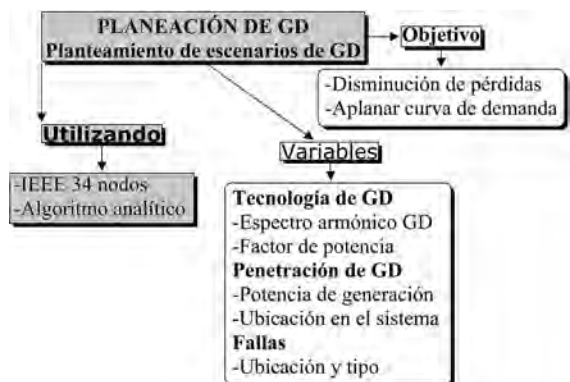 PLANEACIÓN DE GD
Planteamiento de escenarios de GD
Objetivo
-Disminución de pérdidas
-Aplanar curva de demanda
Utilizando
-IEEE 34 nodos
-Algoritmo analítico
Variables
Tecnología de GD
-Espectro armónico GD
-Factor de potencia
Penetración de GD
-Potencia de generación
-Ubicación en el sistema
Fallas
-Ubicación y tipo